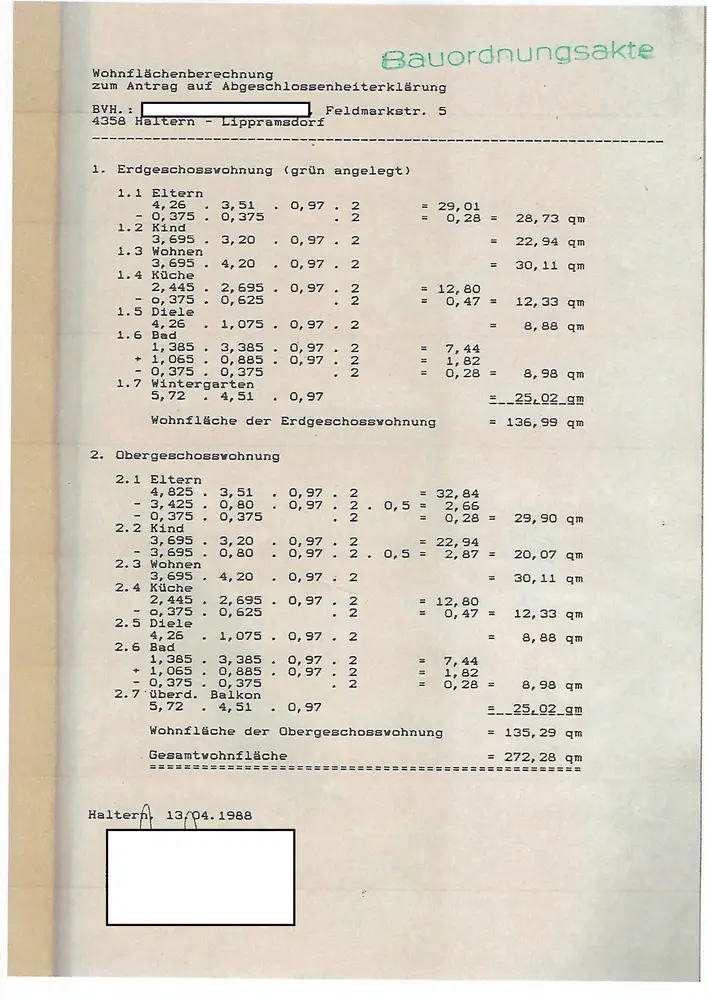 Bauordnungsakte
Wohnflächenberechnung
zum Antrag auf Abgeschlossenheiterklärung
BVH.: , Feldmarkstr. 5
4358 Haltern - Lippramsdorf
1. Erdgeschosswohnung (grün angelegt)
1.1 Eltern
4,26 . 3,51 . 0,97 . 2 = 29,01
- 0,375 . 0,375 . 2 = 0,28 = 28,73 qm
1.2 Kind
3,695 . 3,20 . 0,97 . 2 = 22,94 qm
1.3 Wohnen
3,695 . 4,20 . 0,97 . 2 = 30,11 qm
1.4 Küche
2,445 . 2,695 . 0,97 . 2 = 12,80
- o,375 . 0,625 . 2 = 0,47 = 12,33 qm
1.5 Diele
4,26 . 1,075 . 0,97 . 2 = 8,88 qm
1.6 Bad
1,385 . 3,385 . 0,97 . 2 = 7,44
+ 1,065 . 0,885 . 0,97 . 2 = 1,82
- 0,375 . 0,375 . 2 = 0,28 = 8,98 qm
1.7 Wintergarten
5,72 . 4,51 . 0,97 = 25,02 qm
Wohnfläche der Erdgeschosswohnung = 136,99 qm
2. Obergeschosswohnung
2.1 Eltern
4,825 . 3,51 . 0,97 . 2 = 32,84
- 3,425 . 0,80 . 0,97 . 2 . 0,5 = 2,66
- 0,375 . 0,375 . 2 = 0,28 = 29,90 qm
2.2 Kind
3,695 . 3,20 . 0,97 . 2 = 22,94
- 3,695 . 0,80 . 0,97 . 2 . 0,5 = 2,87 = 20,07 qm
2.3 Wohnen
3,695 . 4,20 . 0,97 . 2 = 30,11 qm
2.4 Küche
2,445 . 2,695 . 0,97 . 2 = 12,80
- o,375 . 0,625 . 2 = 0,47 = 12,33 qm
2.5 Diele
4,26 . 1,075 . 0,97 . 2 = 8,88 qm
2.6 Bad
1,385 . 3,385 . 0,97 . 2 = 7,44
+ 1,065 . 0,885 . 0,97 . 2 = 1,82
- 0,375 . 0,375 . 2 = 0,28 = 8,98 qm
2.7 überd. Balkon
5,72 . 4,51 . 0,97 = 25,02 qm
Wohnfläche der Obergeschosswohnung = 135,29 qm
Gesamtwohnfläche = 272,28 qm
Haltern, 13.04.1988